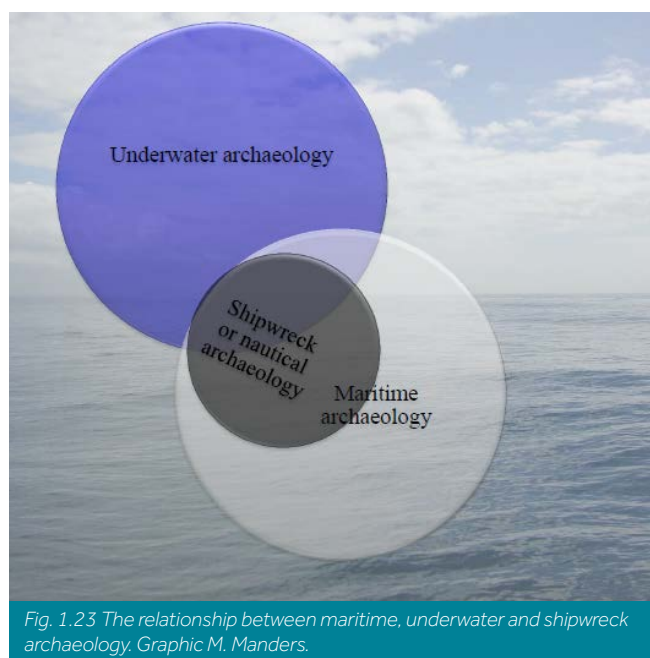 Underwater archaeology
Shipwreck
or nautical
archaeology
Maritime
archaeology
Fig. 1.23 The relationship between maritime, underwater and shipwreck
archaeology. Graphic M. Manders.